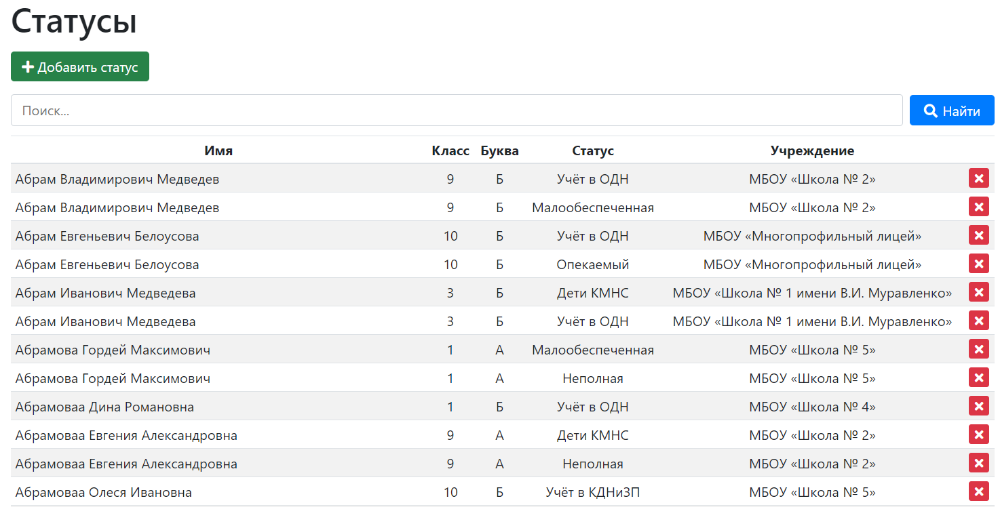 Статусы
Добавить статус
Поиск...
Найти
Имя Класс Буква Статус Учреждение
Абрам Владимирович Медведев 9 Б Учёт в ОДН МБОУ «Школа № 2»
Абрам Владимирович Медведев 9 Б Малообеспеченная МБОУ «Школа № 2»
Абрам Евгеньевич Белоусова 10 Б Учёт в ОДН МБОУ «Многопрофильный лицей»
Абрам Евгеньевич Белоусова 10 Б Опекаемый МБОУ «Многопрофильный лицей»
Абрам Иванович Медведева 3 Б Дети КМНС МБОУ «Школа № 1 имени В.И. Муравленко»
Абрам Иванович Медведева 3 Б Учёт в ОДН МБОУ «Школа № 1 имени В.И. Муравленко»
Абрамова Гордей Максимович 1 А Малообеспеченная МБОУ «Школа № 5»
Абрамова Гордей Максимович 1 А Неполная МБОУ «Школа № 5»
Абрамоваа Дина Романовна 1 Б Учёт в ОДН МБОУ «Школа № 4»
Абрамоваа Евгения Александровна 9 А Дети КМНС МБОУ «Школа № 2»
Абрамоваа Евгения Александровна 9 А Неполная МБОУ «Школа № 2»
Абрамоваа Олеся Ивановна 10 Б Учёт в КДНиЗП МБОУ «Школа № 5»